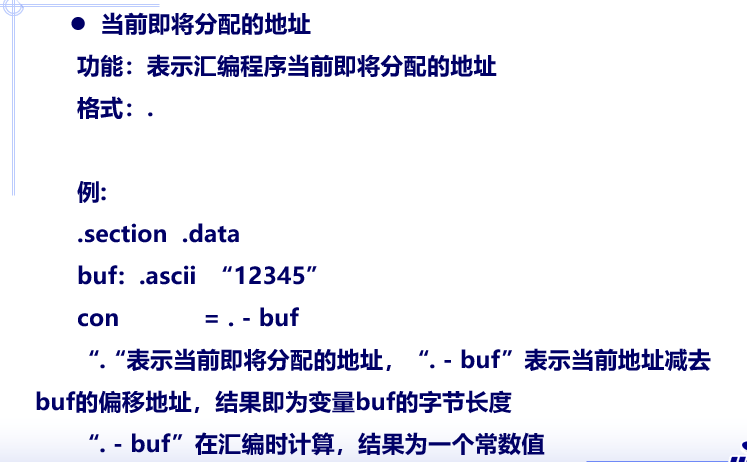 ● 当前即将分配的地址
功能：表示汇编程序当前即将分配的地址
格式：.
例:
.section .data
buf: .ascii “12345”
con = . - buf
“. “表示当前即将分配的地址，“. - buf”表示当前地址减去
buf的偏移地址，结果即为变量buf的字节长度
“. - buf”在汇编时计算，结果为一个常数值